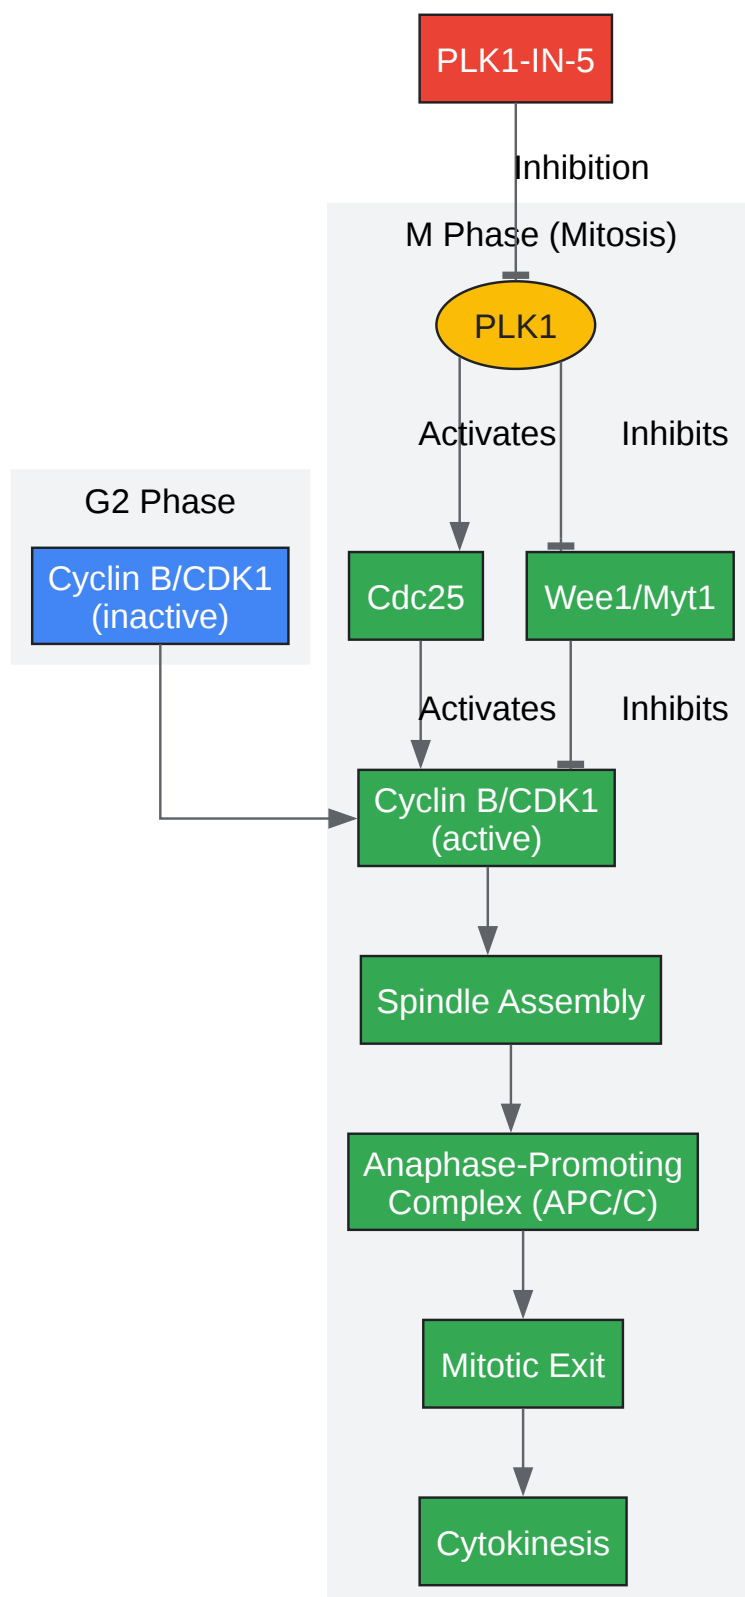 PLK1-IN-5
Inhibition
M Phase (Mitosis)
PLK1
Activates
Inhibits
G2 Phase
Cyclin B/CDK1
(inactive)
Cdc25
Wee1/Myt1
Activates
Inhibits
Cyclin B/CDK1
(active)
Spindle Assembly
Anaphase-Promoting
Complex (APC/C)
Mitotic Exit
Cytokinesis